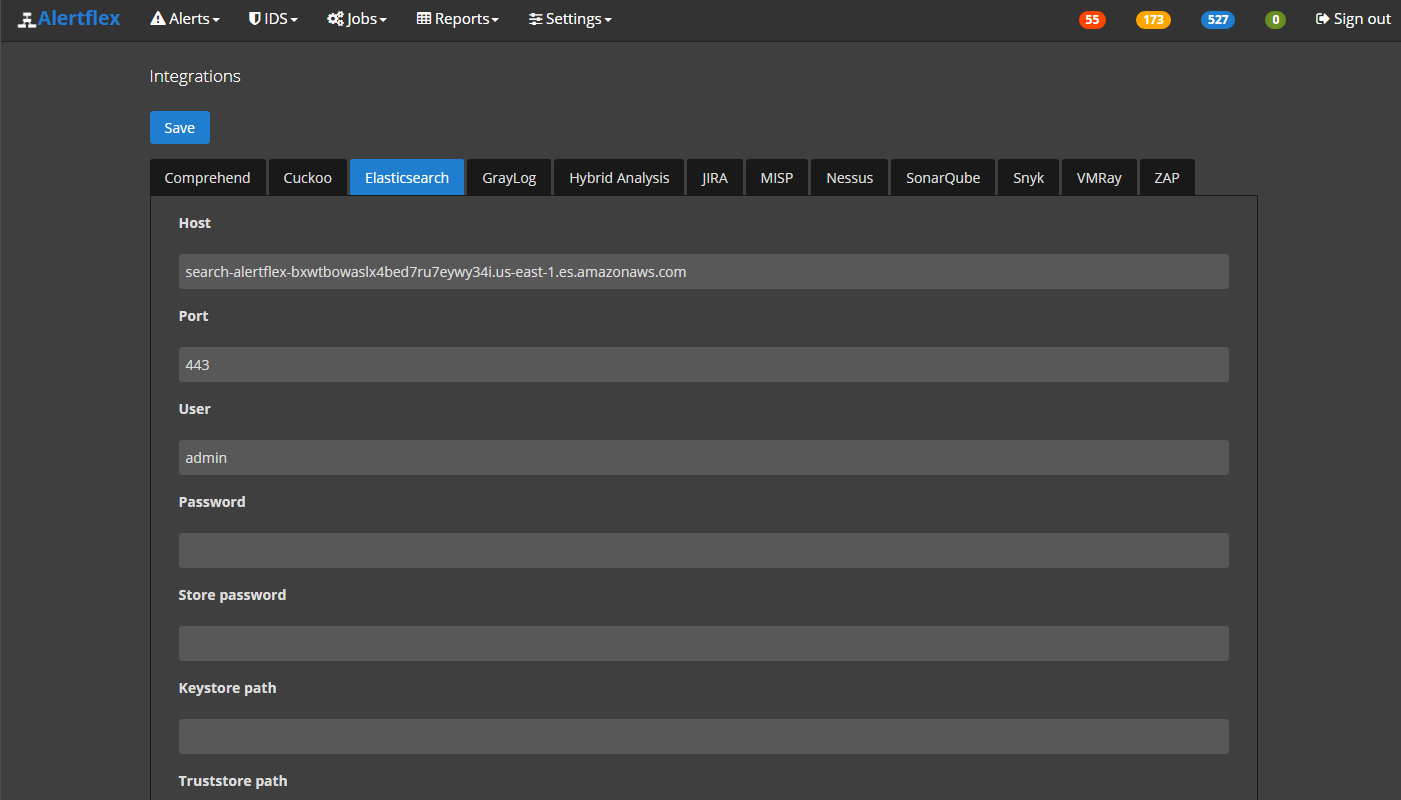 Alertflex Alerts IDS Jobs Reports Settings 55 173 527 0 Sign out
Integrations
Save
Comprehend Cuckoo Elasticsearch GrayLog Hybrid Analysis JIRA MISP Nessus SonarQube Snyk VMRay ZAP
Host
search-alertflex-bxwtbowaslx4bed7ru7eywy34i.us-east-1.es.amazonaws.com
Port
443
User
admin
Password
Store password
Keystore path
Truststore path